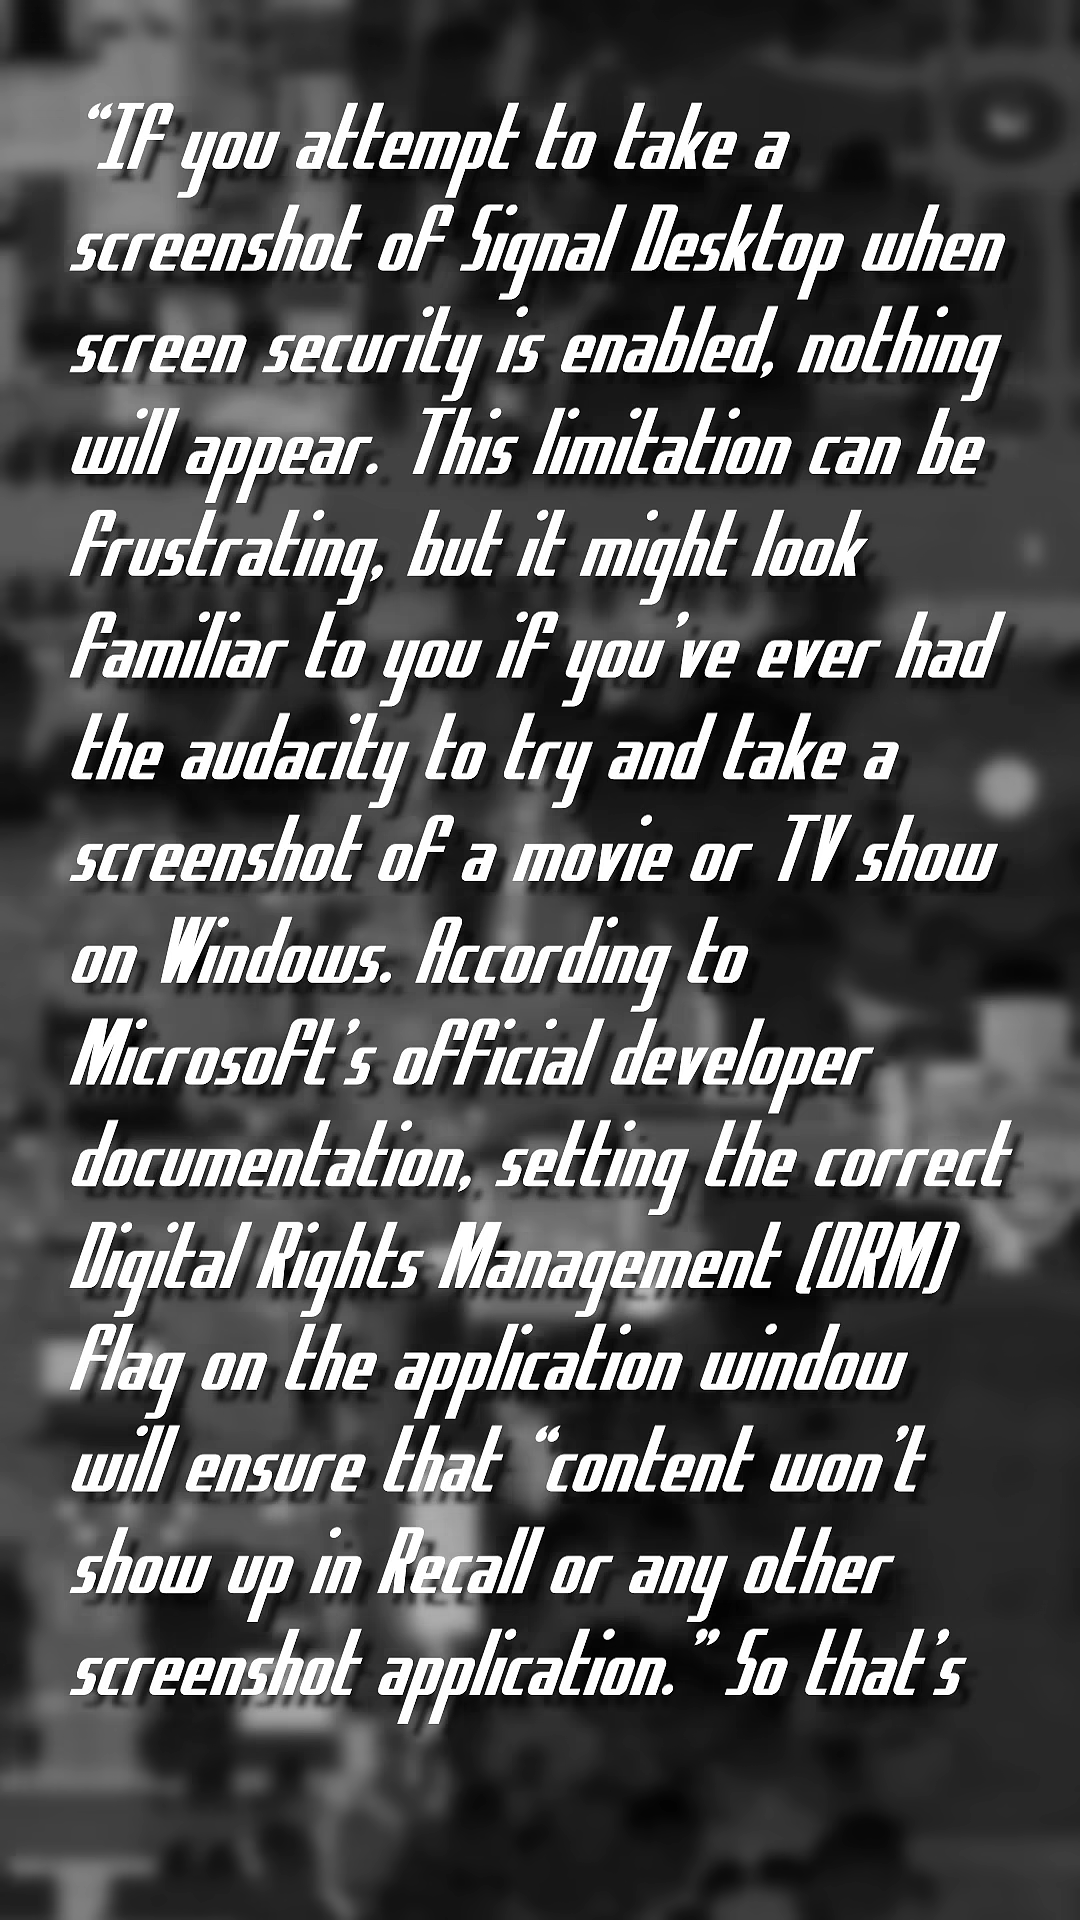 “If you attempt to take a
screenshot of Signal Desktop when
screen security is enabled, nothing
will appear. This limitation can be
frustrating, but it might look
familiar to you if you’ve ever had
the audacity to try and take a
screenshot of a movie or TV show
on Windows. According to
Microsoft’s official developer
documentation, setting the correct
Digital Rights Management (DRM)
flag on the application window
will ensure that “content won’t
show up in Recall or any other
screenshot application.” So that’s